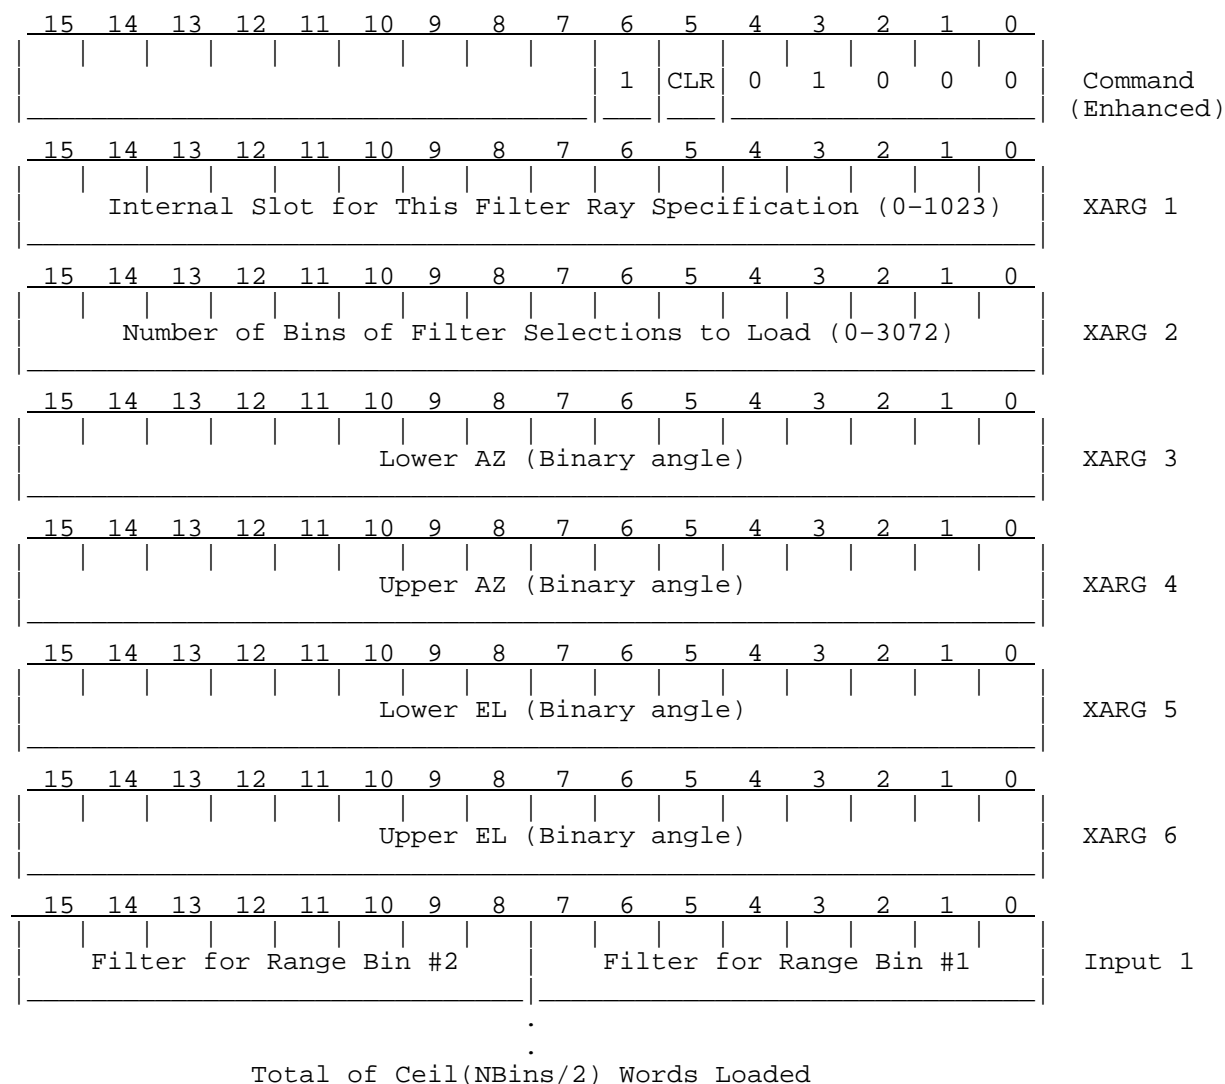 15 14 13 12 11 10 9 8 7 6 5 4 3 2 1 0
1 CLR 0 1 0 0 0 Command
(Enhanced)
15 14 13 12 11 10 9 8 7 6 5 4 3 2 1 0
Internal Slot for This Filter Ray Specification (0–1023) XARG 1
15 14 13 12 11 10 9 8 7 6 5 4 3 2 1 0
Number of Bins of Filter Selections to Load (0–3072) XARG 2
15 14 13 12 11 10 9 8 7 6 5 4 3 2 1 0
Lower AZ (Binary angle) XARG 3
15 14 13 12 11 10 9 8 7 6 5 4 3 2 1 0
Upper AZ (Binary angle) XARG 4
15 14 13 12 11 10 9 8 7 6 5 4 3 2 1 0
Lower EL (Binary angle) XARG 5
15 14 13 12 11 10 9 8 7 6 5 4 3 2 1 0
Upper EL (Binary angle) XARG 6
15 14 13 12 11 10 9 8 7 6 5 4 3 2 1 0
Filter for Range Bin #2 Filter for Range Bin #1 Input 1
.
.
Total of Ceil(NBins/2) Words Loaded